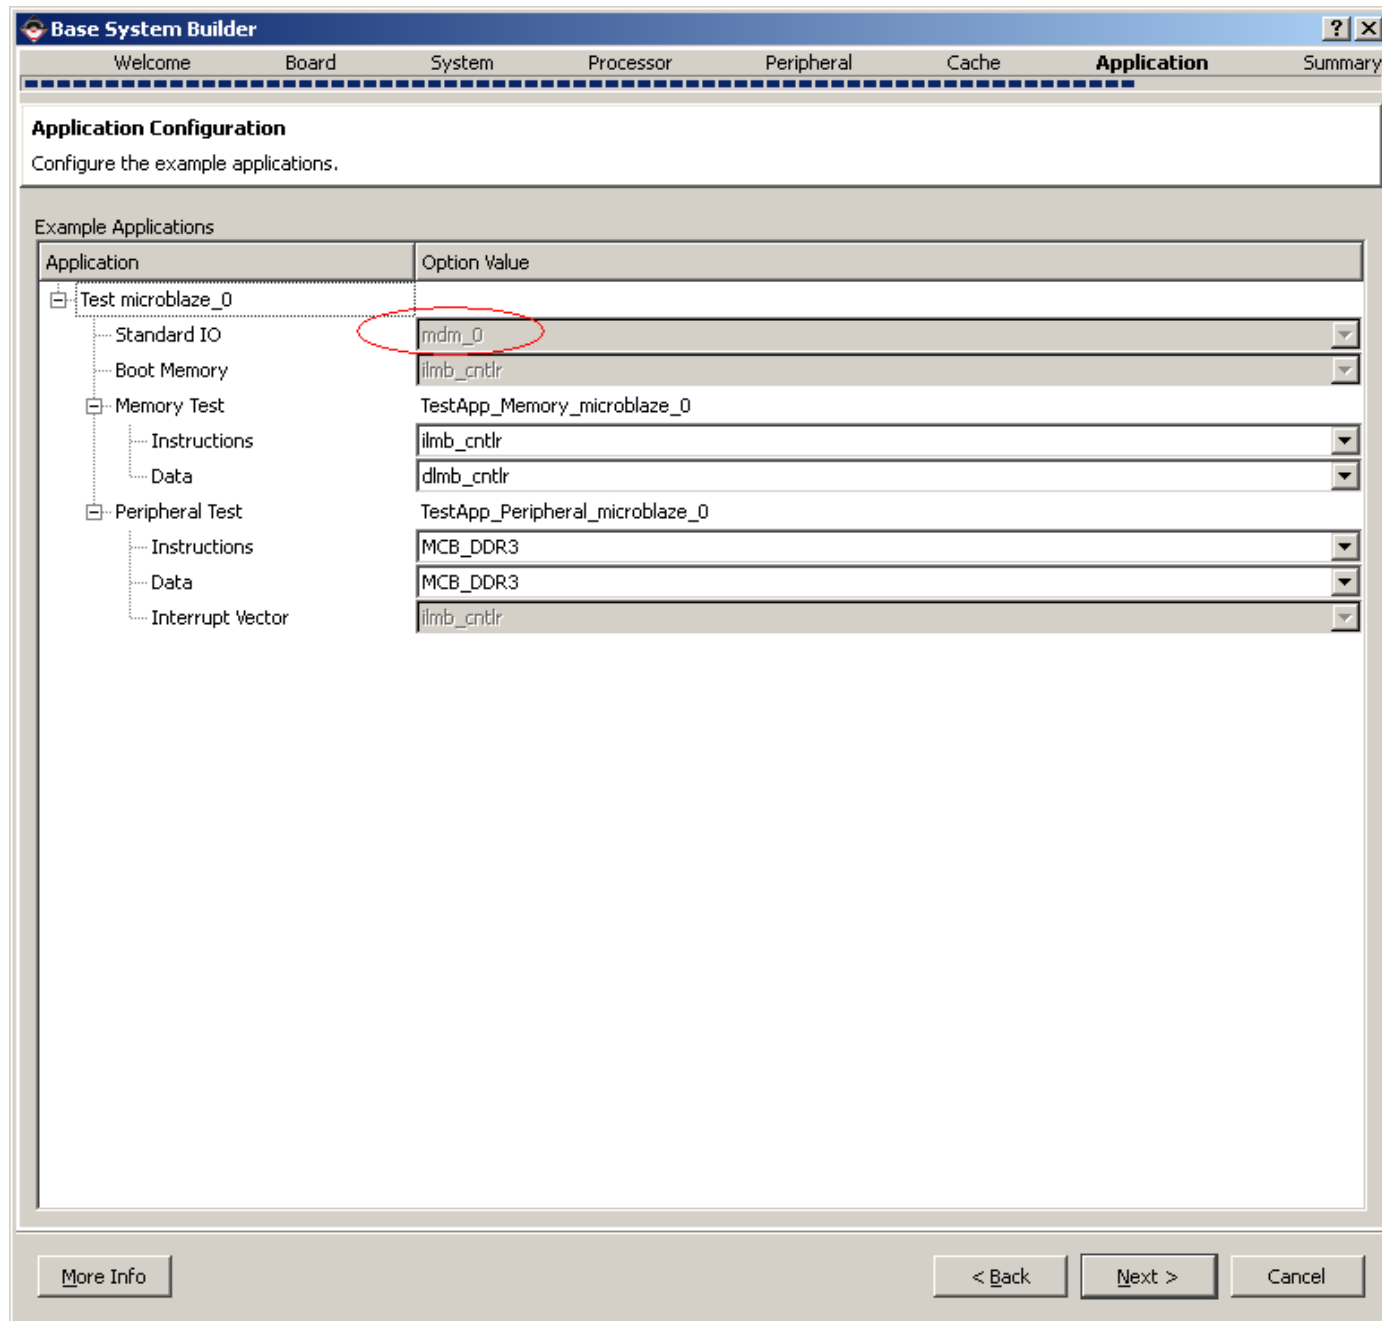 Base System Builder
Welcome Board System Processor Peripheral Cache Application Summary
Application Configuration
Configure the example applications.
Example Applications
Application Option Value
Test microblaze_0
Standard IO mdm_0
Boot Memory ilmb_cntlr
Memory Test TestApp_Memory_microblaze_0
Instructions ilmb_cntlr
Data dlmb_cntlr
Peripheral Test TestApp_Peripheral_microblaze_0
Instructions MCB_DDR3
Data MCB_DDR3
Interrupt Vector ilmb_cntlr
More Info < Back Next > Cancel